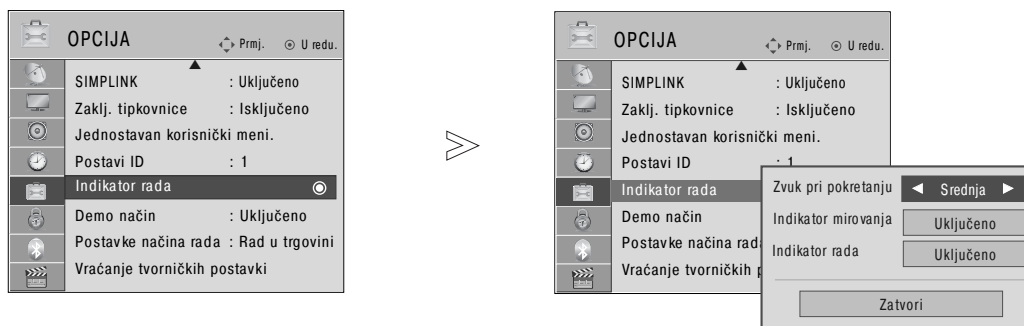 OPCIJA
Prmj.
U redu.
SIMPLINK : Uključeno
Zaklj. tipkovnice : Isključeno
Jednostavan korisnički meni.
Postavi ID : 1
Indikator rada
Demo način : Uključeno
Postavke načina rada : Rad u trgovini
Vraćanje tvorničkih postavki
OPCIJA
Prmj.
U redu.
SIMPLINK : Uključeno
Zaklj. tipkovnice : Isključeno
Jednostavan korisnički meni.
Postavi ID : 1
Indikator rada
Demo način
Postavke načina rada
Vraćanje tvorničkih p
Zvuk pri pokretanju ◄ Srednja ►
Indikator mirovanja Uključeno
Indikator rada Uključeno
Zatvori